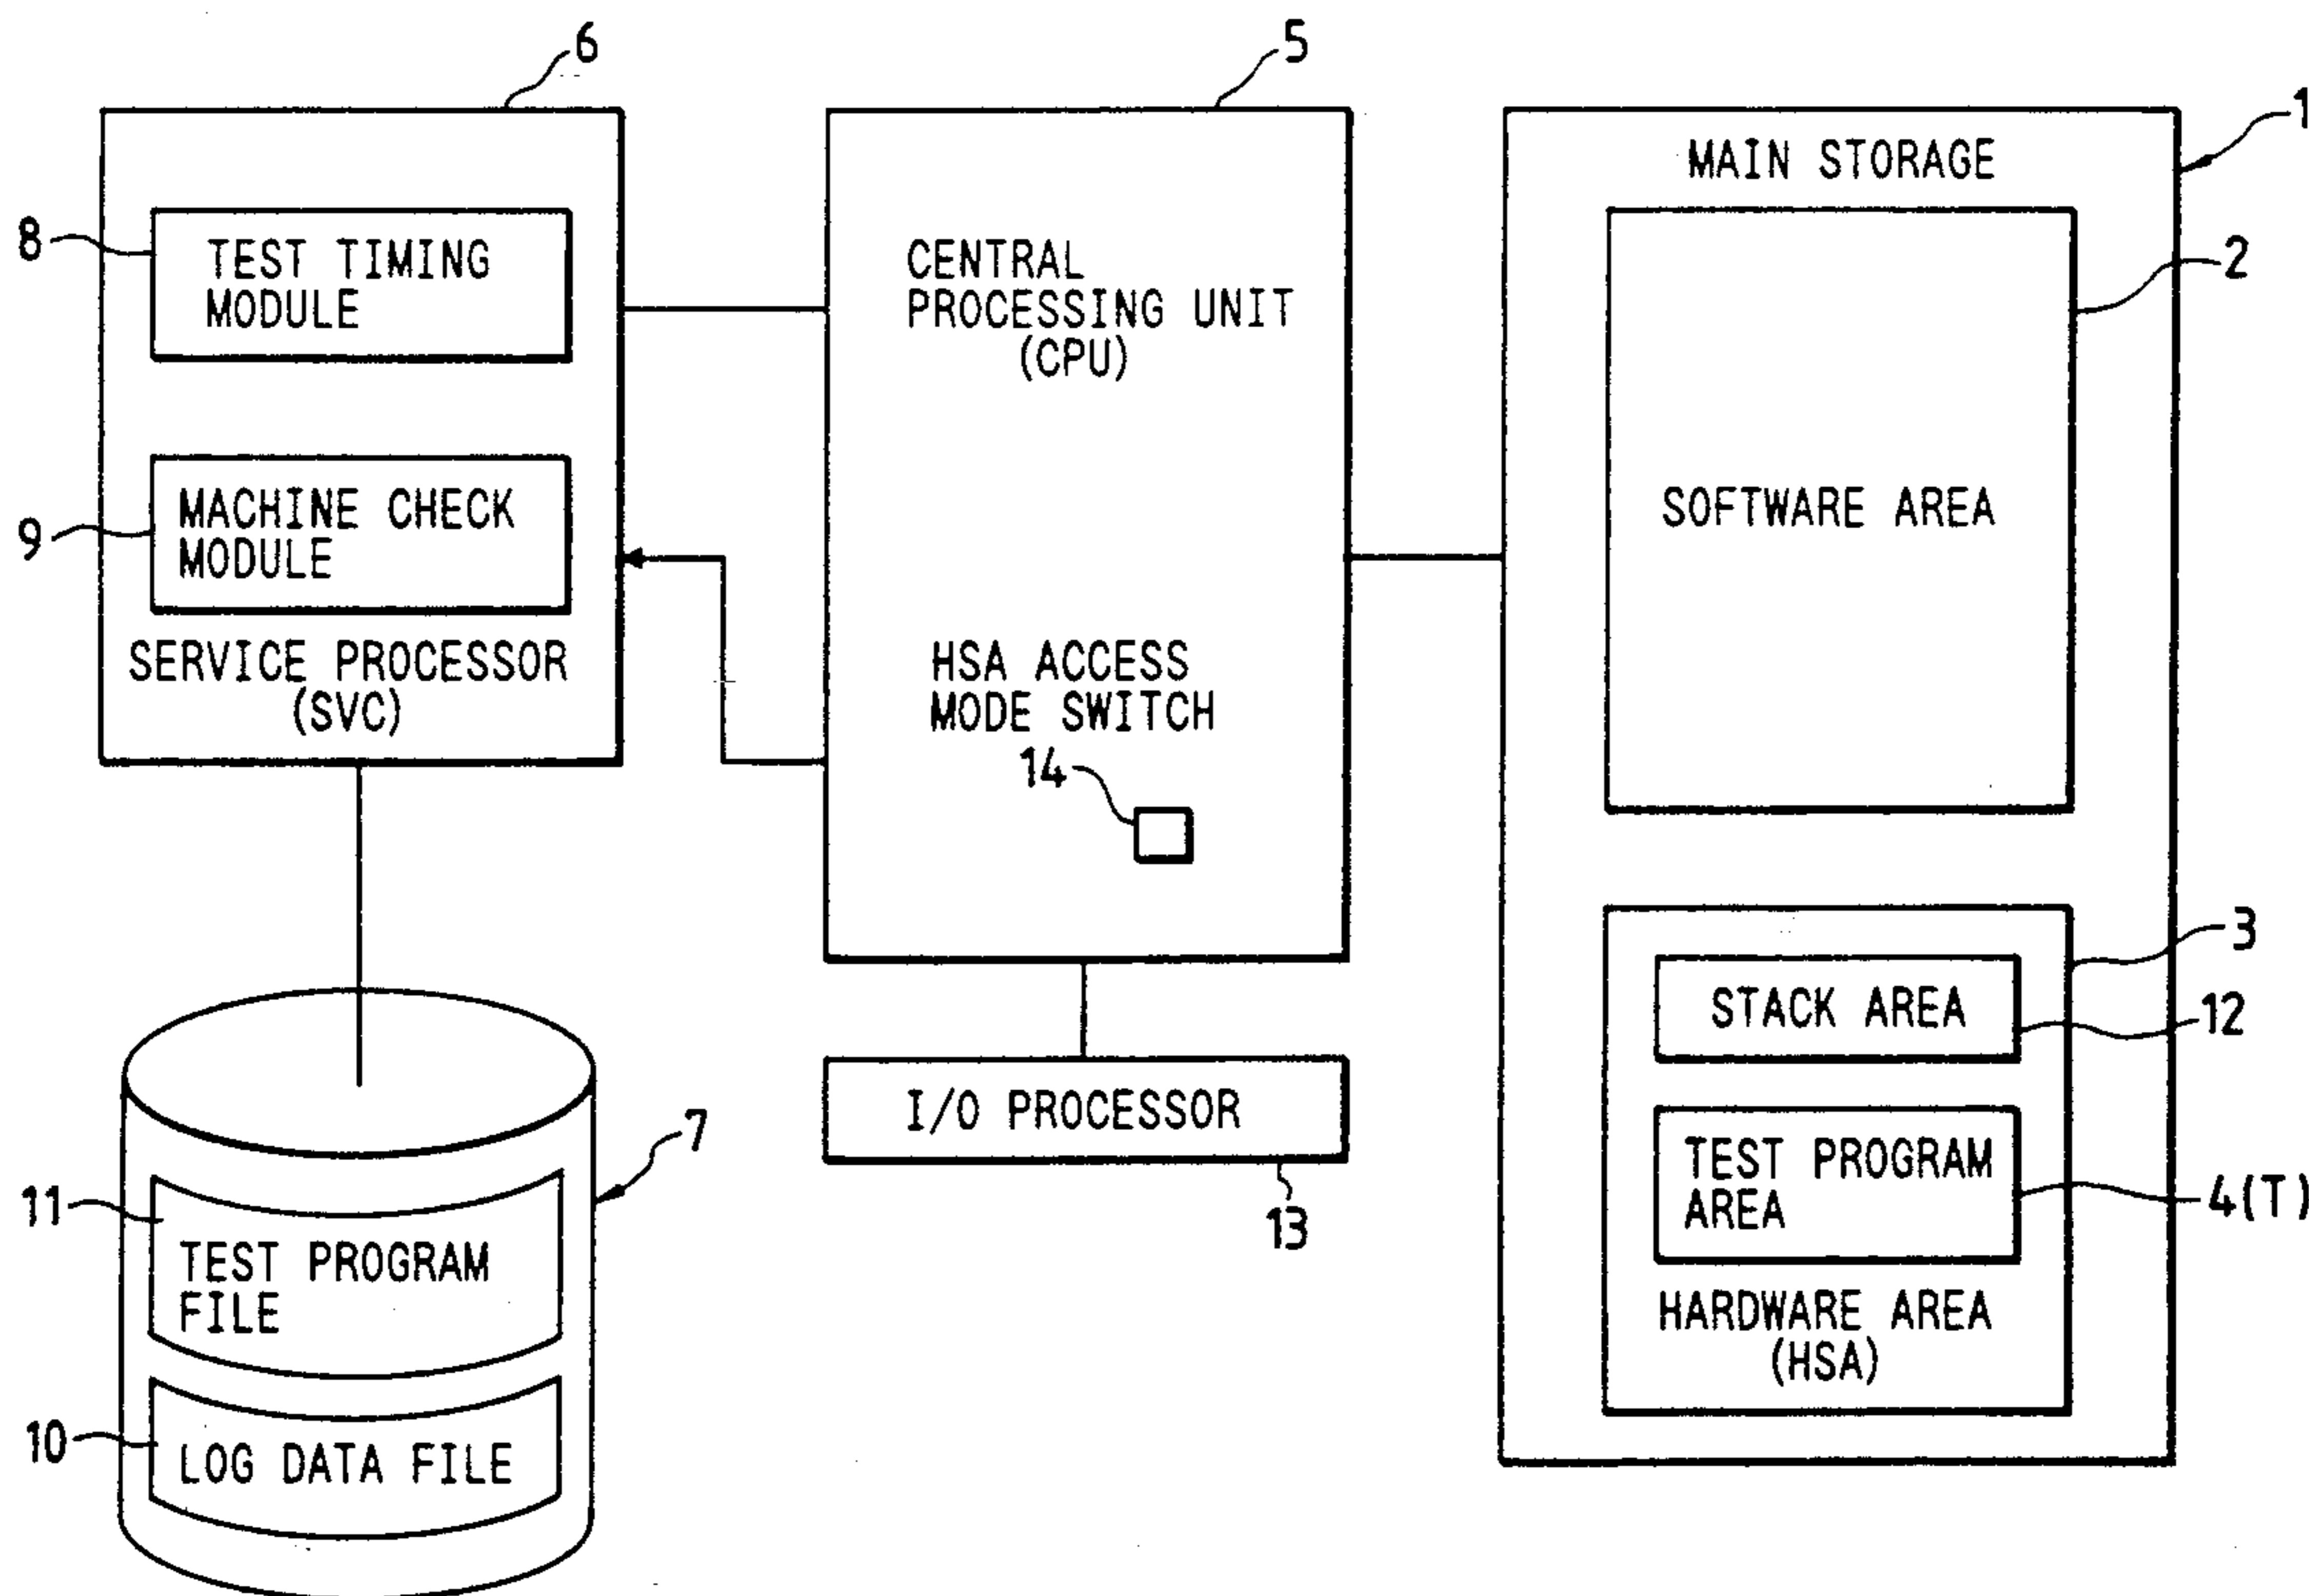 6
5
1
8
TEST TIMING
MODULE
9
MACHINE CHECK
MODULE
SERVICE PROCESSOR
(SVC)
CENTRAL
PROCESSING UNIT
(CPU)
HSA ACCESS
MODE SWITCH
14
MAIN STORAGE
2
SOFTWARE AREA
3
STACK AREA
12
TEST PROGRAM
AREA
4(T)
HARDWARE AREA
(HSA)
I/O PROCESSOR
13
7
11
TEST PROGRAM
FILE
10
LOG DATA FILE